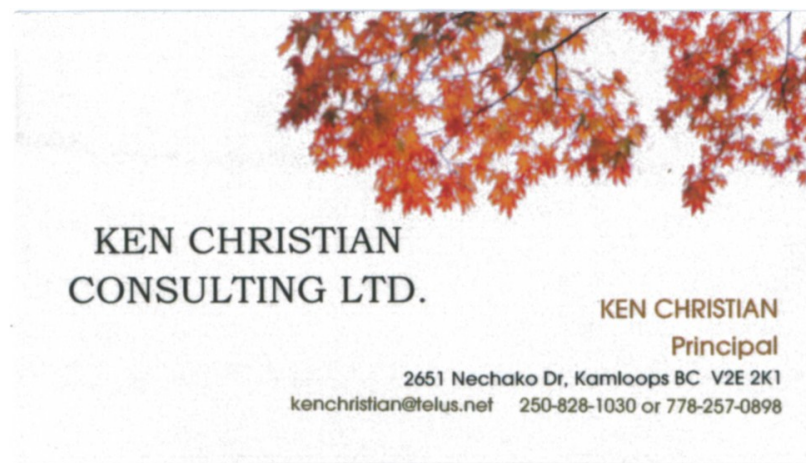 KEN CHRISTIAN
CONSULTING LTD.
KEN CHRISTIAN
Principal
2651 Nechako Dr, Kamloops BC V2E 2K1
kenchristian@telus.net 250-828-1030 or 778-257-0898